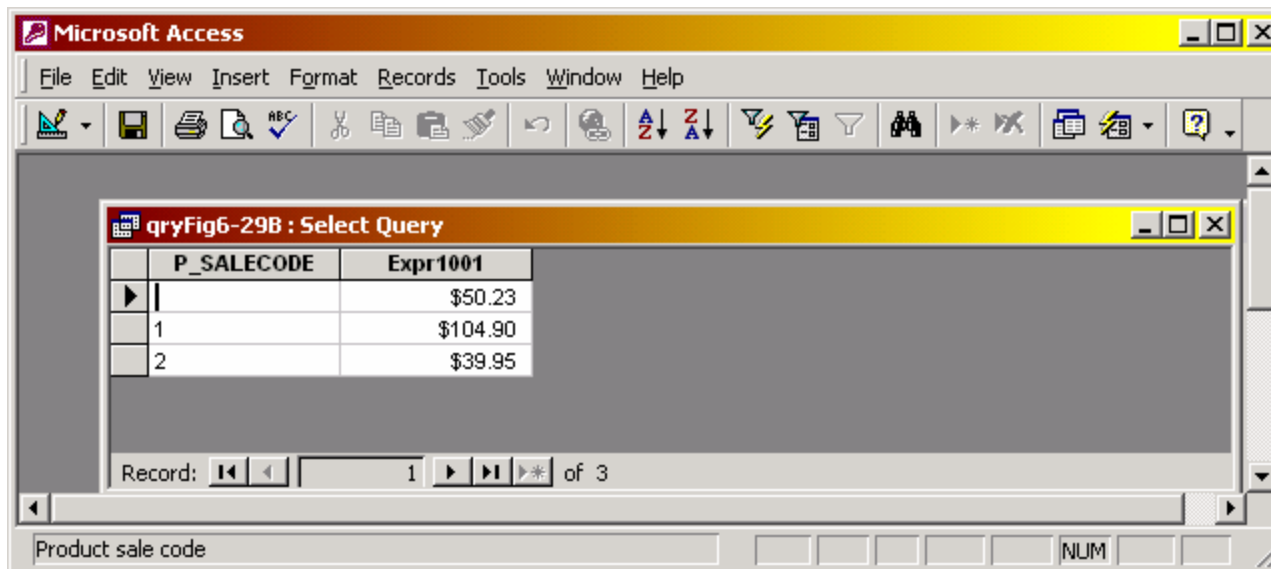 Microsoft Access
File Edit View Insert Format Records Tools Window Help
ABC A Z Z A ?
qryFig6-29B : Select Query
P_SALECODE Expr1001
$50.23
1 $104.90
2 $39.95
Record: 1 of 3
Product sale code NUM